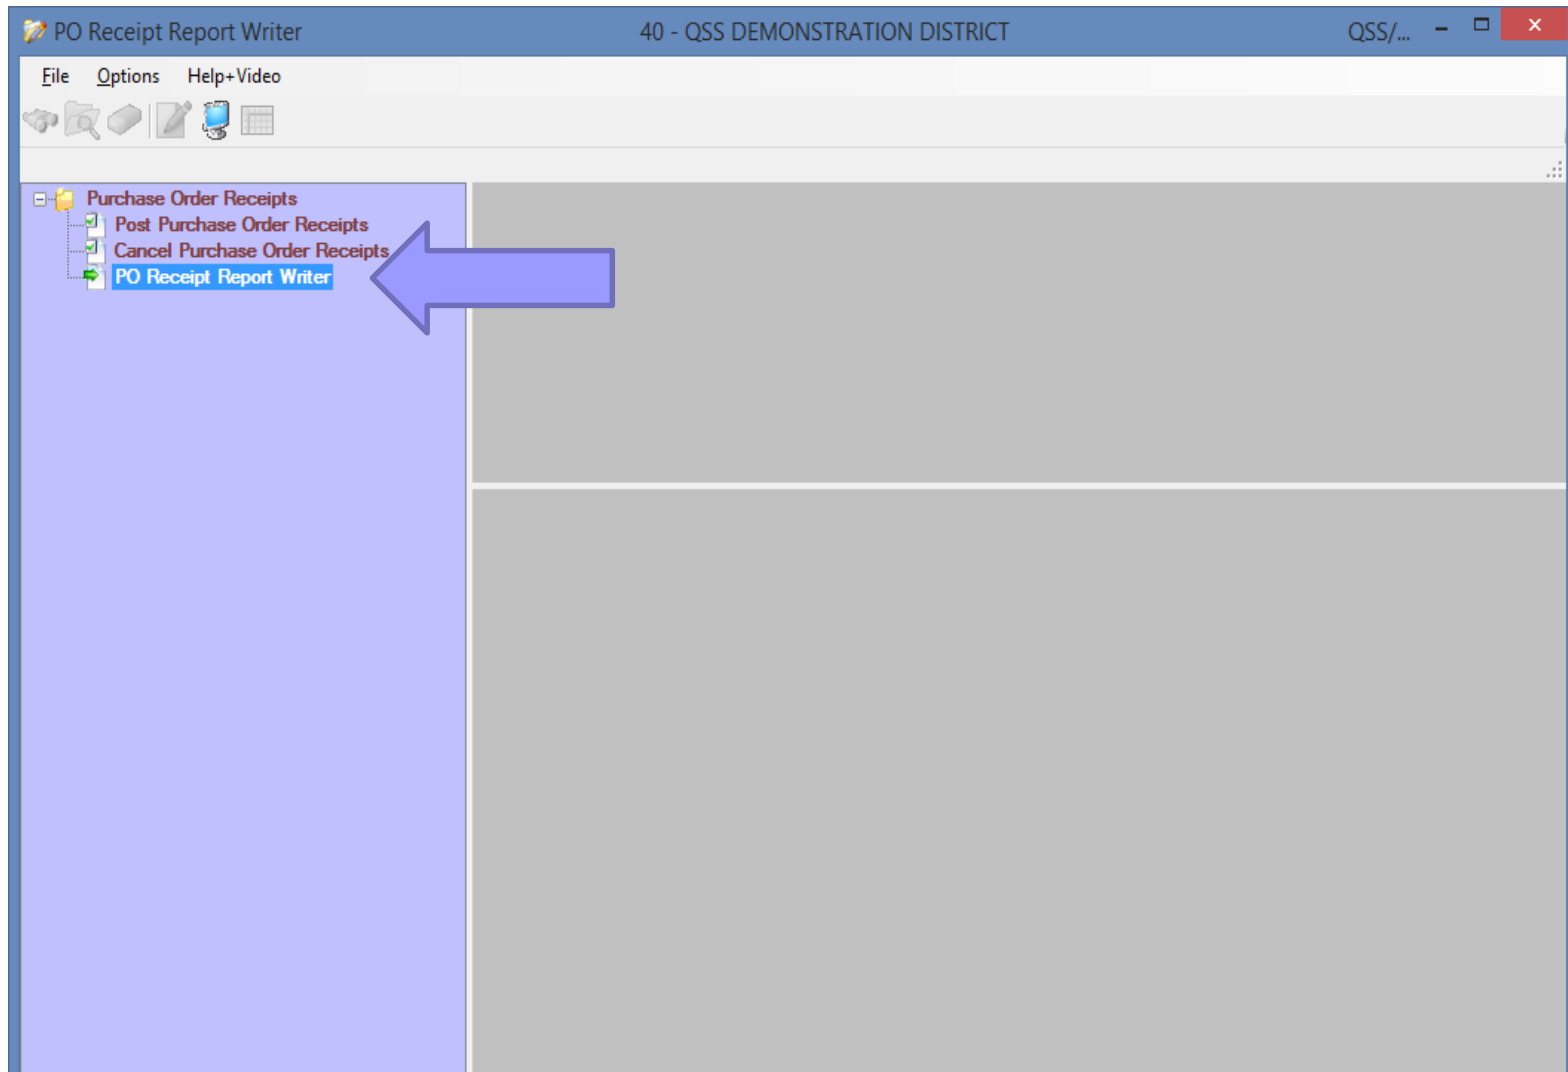 PO Receipt Report Writer 40 - QSS DEMONSTRATION DISTRICT QSS/...
File Options Help+Video
Purchase Order Receipts
Post Purchase Order Receipts
Cancel Purchase Order Receipts
PO Receipt Report Writer